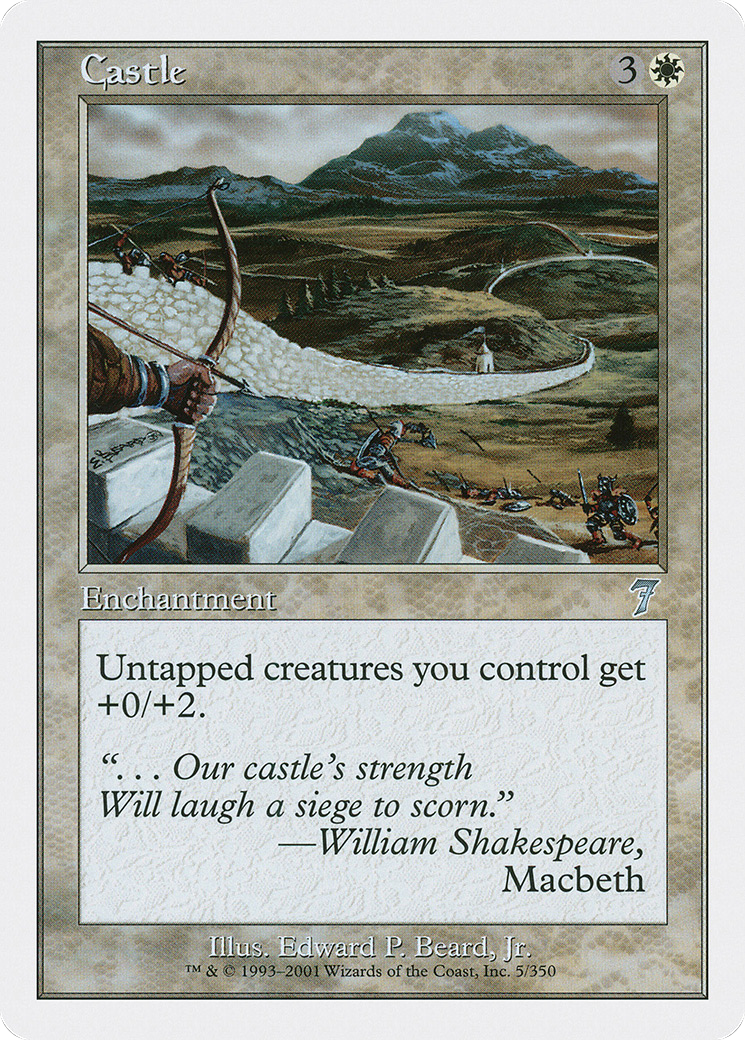 Castle 3
Enchantment 7
Untapped creatures you control get
+0/+2.
“. . . Our castle’s strength
Will laugh a siege to scorn.”
—William Shakespeare,
Macbeth
Illus. Edward P. Beard, Jr.
™ & © 1993–2001 Wizards of the Coast, Inc. 5/350